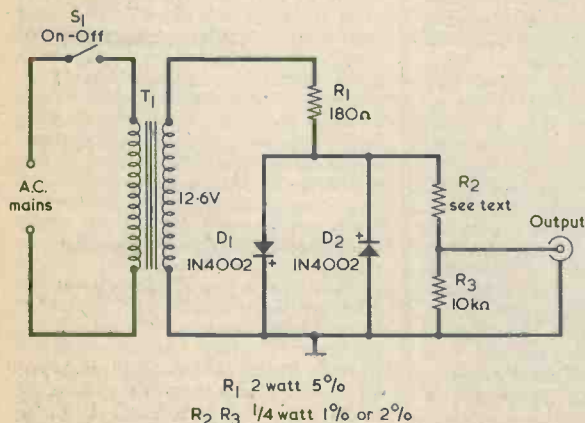 S1
On-Off
T1
R1
180Ω
A.C.
mains
12·6V
R2
see text
Output
D1
1N4002
+
D2
+
1N4002
R3
10kΩ
R1 2 watt 5%
R2 R3 1/4 watt 1% or 2%